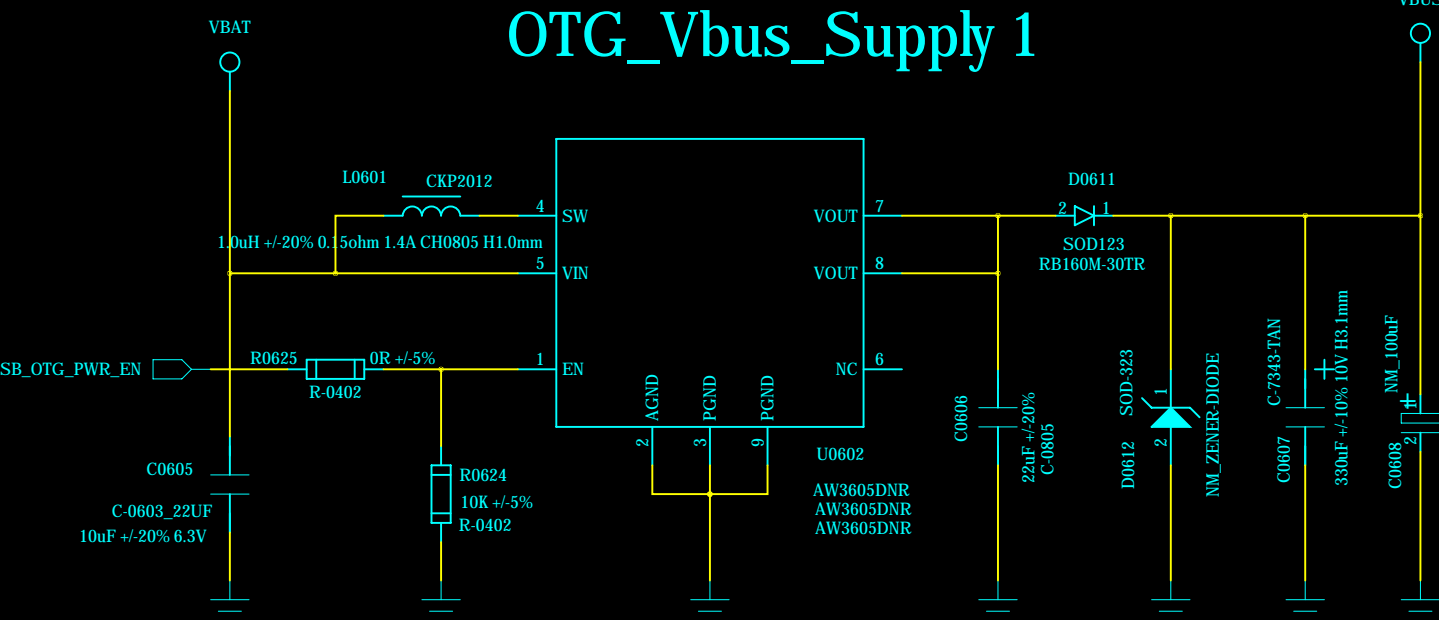 OTG_Vbus_Supply 1
VBAT
VBUS
L0601
CKP2012
1.0uH +/-20% 0.15ohm 1.4A CH0805 H1.0mm
4
SW
5
VIN
SB_OTG_PWR_EN
R0625
0R +/-5%
R-0402
1
EN
AGND
PGND
PGND
2
3
9
VOUT
7
VOUT
8
NC
6
U0602
AW3605DNR
AW3605DNR
AW3605DNR
C0605
C-0603_22UF
10uF +/-20% 6.3V
R0624
10K +/-5%
R-0402
D0611
2
1
SOD123
RB160M-30TR
C0606
22uF +/-20%
C-0805
SOD-323
D0612
1
2
NM_ZENER-DIODE
C-7343-TAN
C0607
+
330uF +/-10% 10V H3.1mm
NM_100uF
C0608
+
1
2